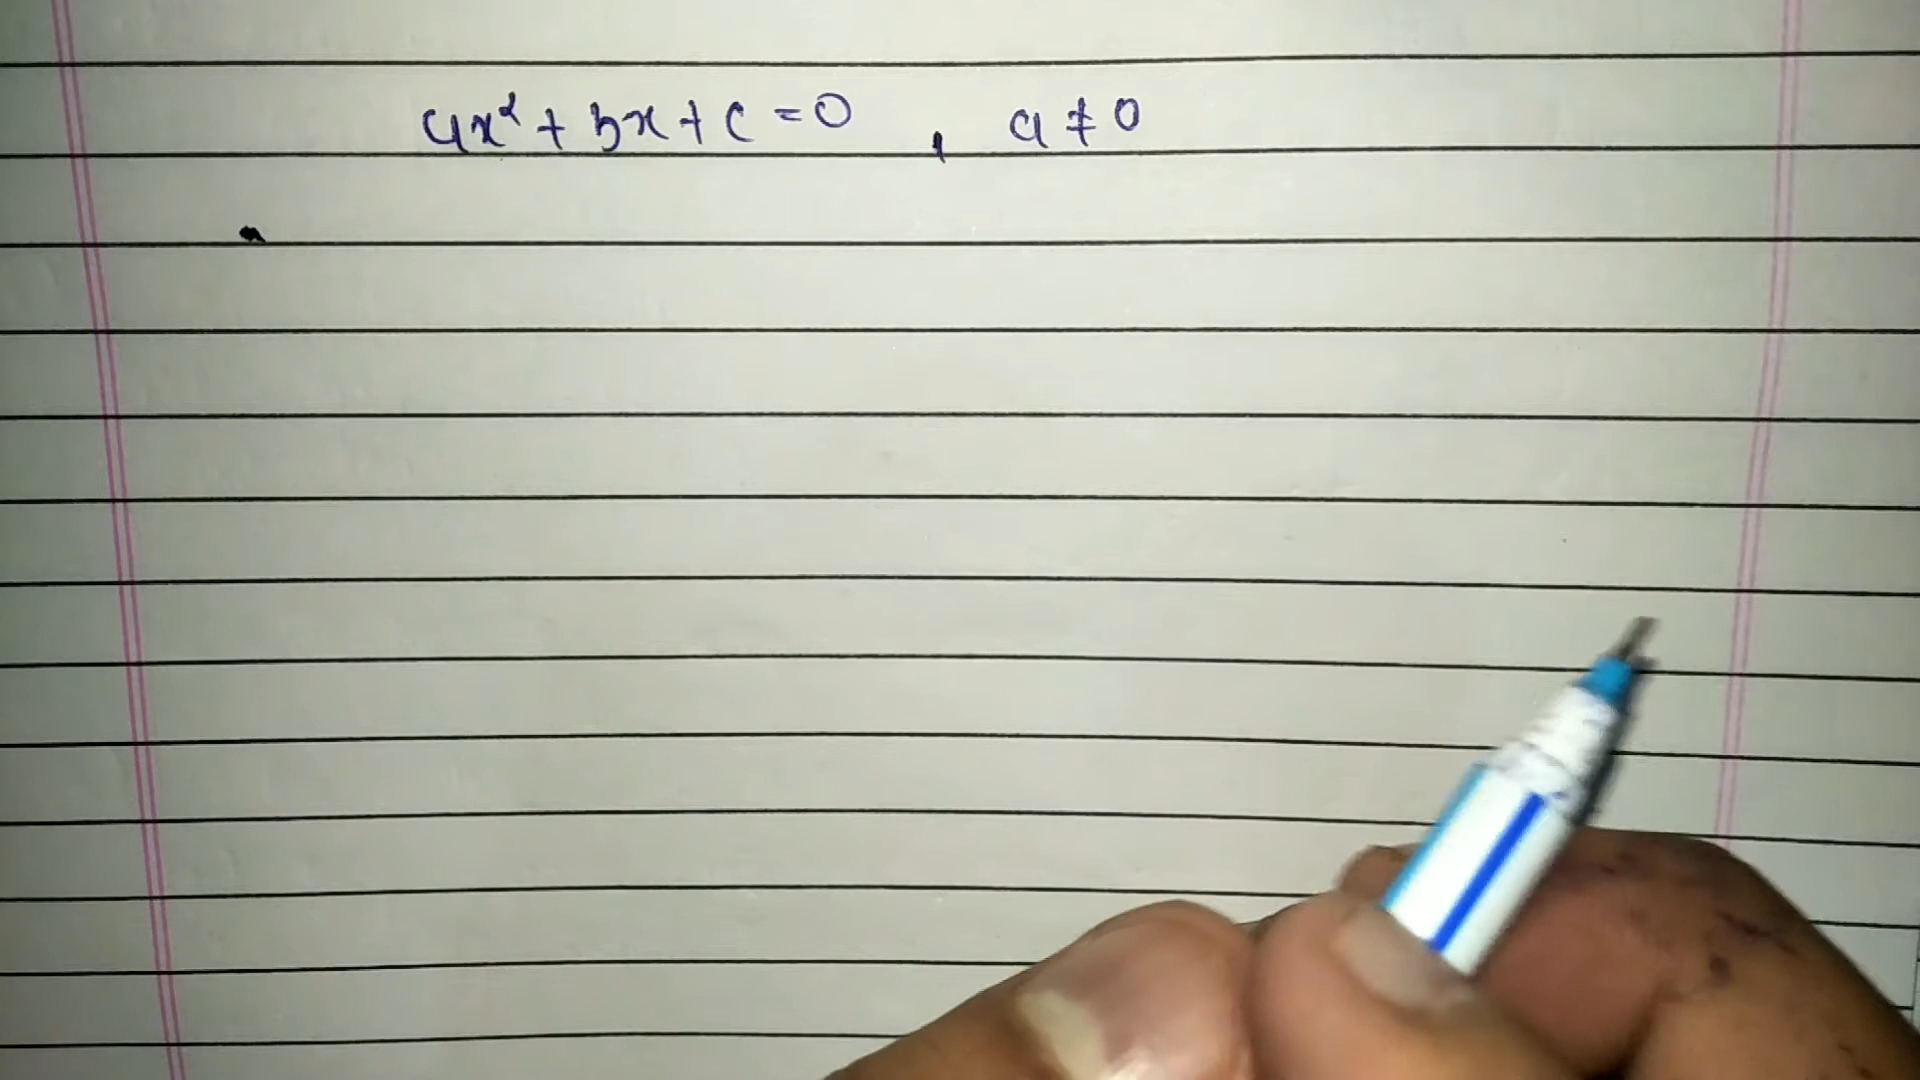 ax² + bx + c = 0 , a ≠ 0